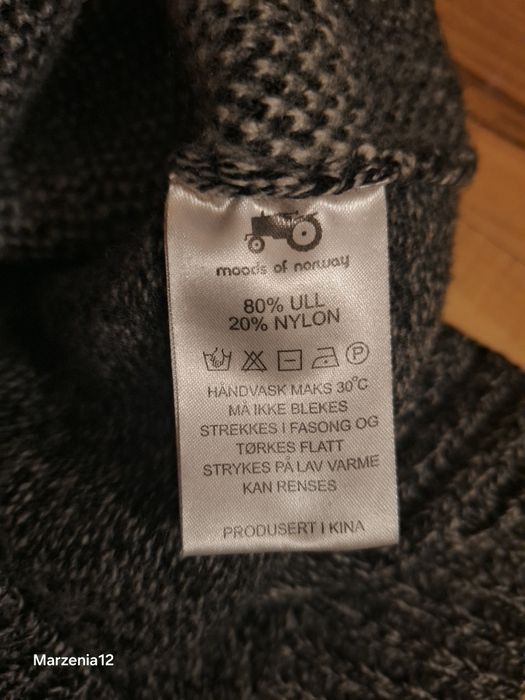 moods of norway
80% ULL
20% NYLON
P
HÅNDVASK MAKS 30°C
MÅ IKKE BLEKES
STREKKES I FASONG OG
TØRKES FLATT
STRYKES PÅ LAV VARME
KAN RENSES
PRODUSERT I KINA
Marzenia12